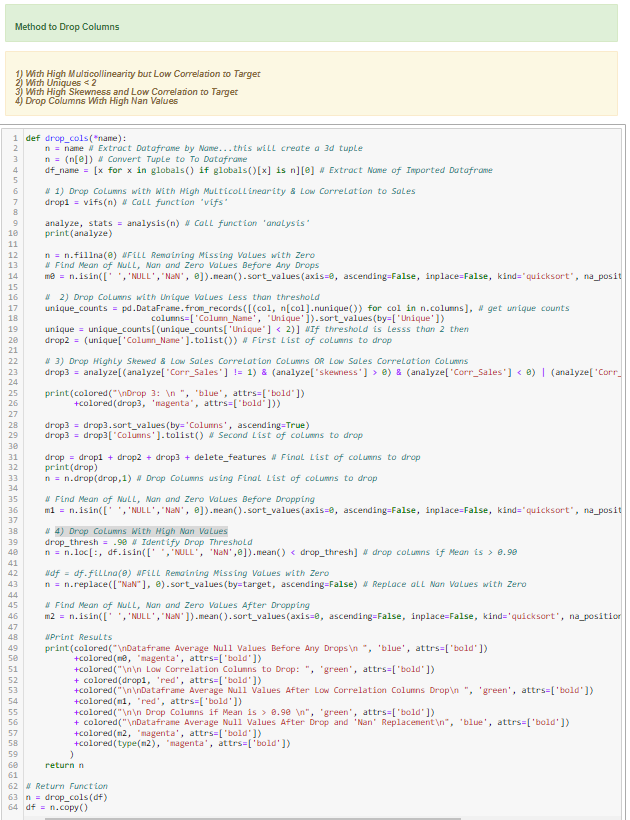 Method to Drop Columns
1) With High Multicollinearity but Low Correlation to Target
2) With Uniques < 2
3) With High Skewness and Low Correlation to Target
4) Drop Columns With High Nan Values
1 def drop_cols(*name):
2 n = name # Extract Dataframe by Name...this will create a 3d tuple
3 n = (n[0]) # Convert Tuple to To Dataframe
4 df_name = [x for x in globals() if globals()[x] is n][0] # Extract Name of Imported Dataframe
5
6 # 1) Drop Columns with With High Multicollinearity & Low Correlation to Sales
7 drop1 = vifs(n) # Call function 'vifs'
8
9 analyze, stats = analysis(n) # Call function 'analysis'
10 print(analyze)
11
12 n = n.fillna(0) #Fill Remaining Missing Values with Zero
13 # Find Mean of Null, Nan and Zero Values Before Any Drops
14 m0 = n.isin([' ','NULL','NaN', 0]).mean().sort_values(axis=0, ascending=False, inplace=False, kind='quicksort', na_posit
15
16 # 2) Drop Columns with Unique Values Less than threshold
17 unique_counts = pd.DataFrame.from_records([(col, n[col].nunique()) for col in n.columns], # get unique counts
18 columns=['Column_Name', 'Unique']).sort_values(by=['Unique'])
19 unique = unique_counts[(unique_counts['Unique'] < 2)] #If threshold is lesss than 2 then
20 drop2 = (unique['Column_Name'].tolist()) # First List of columns to drop
21
22 # 3) Drop Highly Skewed & Low Sales Correlation Columns OR Low Sales Correlation Columns
23 drop3 = analyze[(analyze['Corr_Sales'] != 1) & (analyze['skewness'] > 0) & (analyze['Corr_Sales'] < 0) | (analyze['Corr_
24
25 print(colored("\nDrop 3: \n ", 'blue', attrs=['bold'])
26 +colored(drop3, 'magenta', attrs=['bold']))
27
28 drop3 = drop3.sort_values(by='Columns', ascending=True)
29 drop3 = drop3['Columns'].tolist() # Second List of columns to drop
30
31 drop = drop1 + drop2 + drop3 + delete_features # Final list of columns to drop
32 print(drop)
33 n = n.drop(drop,1) # Drop Columns using Final List of columns to drop
34
35 # Find Mean of Null, Nan and Zero Values Before Dropping
36 m1 = n.isin([' ','NULL','NaN', 0]).mean().sort_values(axis=0, ascending=False, inplace=False, kind='quicksort', na_posit
37
38 # 4) Drop Columns With High Nan Values
39 drop_thresh = .90 # Identify Drop Threshold
40 n = n.loc[:, df.isin([' ','NULL', 'NaN',0]).mean() < drop_thresh] # drop columns if Mean is > 0.90
41
42 #df = df.fillna(0) #Fill Remaining Missing Values with Zero
43 n = n.replace(["NaN"], 0).sort_values(by=target, ascending=False) # Replace all Nan Values with Zero
44
45 # Find Mean of Null, Nan and Zero Values After Dropping
46 m2 = n.isin([' ','NULL','NaN']).mean().sort_values(axis=0, ascending=False, inplace=False, kind='quicksort', na_position
47
48 #Print Results
49 print(colored("\nDataframe Average Null Values Before Any Drops\n ", 'blue', attrs=['bold'])
50 +colored(m0, 'magenta', attrs=['bold'])
51 +colored("\n\n Low Correlation Columns to Drop: ", 'green', attrs=['bold'])
52 + colored(drop1, 'red', attrs=['bold'])
53 +colored("\n\nDataframe Average Null Values After Low Correlation Columns Drop\n ", 'green', attrs=['bold'])
54 +colored(m1, 'red', attrs=['bold'])
55 +colored("\n\n Drop Columns if Mean is > 0.90 \n", 'green', attrs=['bold'])
56 + colored("\nDataframe Average Null Values After Drop and 'Nan' Replacement\n", 'blue', attrs=['bold'])
57 +colored(m2, 'magenta', attrs=['bold'])
58 +colored(type(m2), 'magenta', attrs=['bold'])
59 )
60 return n
61
62 # Return Function
63 n = drop_cols(df)
64 df = n.copy()